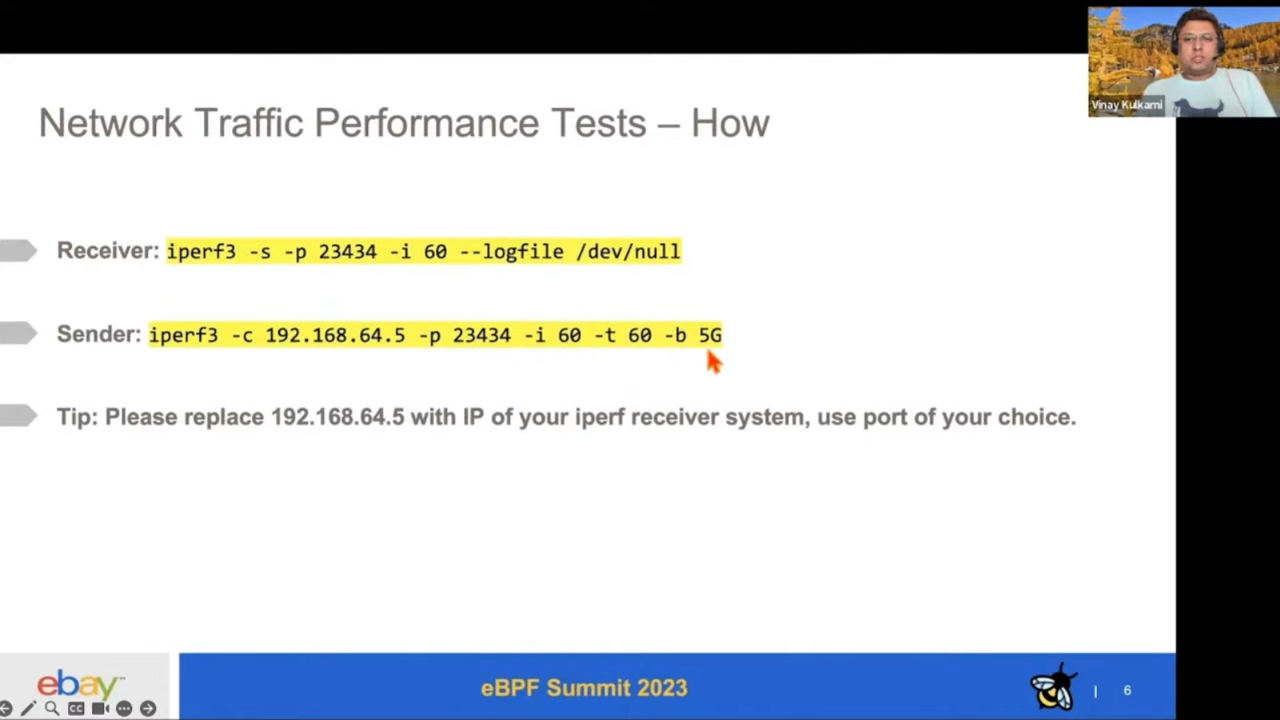 Vinay Kulkarni
Network Traffic Performance Tests – How
Receiver: iperf3 -s -p 23434 -i 60 --logfile /dev/null
Sender: iperf3 -c 192.168.64.5 -p 23434 -i 60 -t 60 -b 5G
Tip: Please replace 192.168.64.5 with IP of your iperf receiver system, use port of your choice.
ebay™
eBPF Summit 2023
| 6
CC